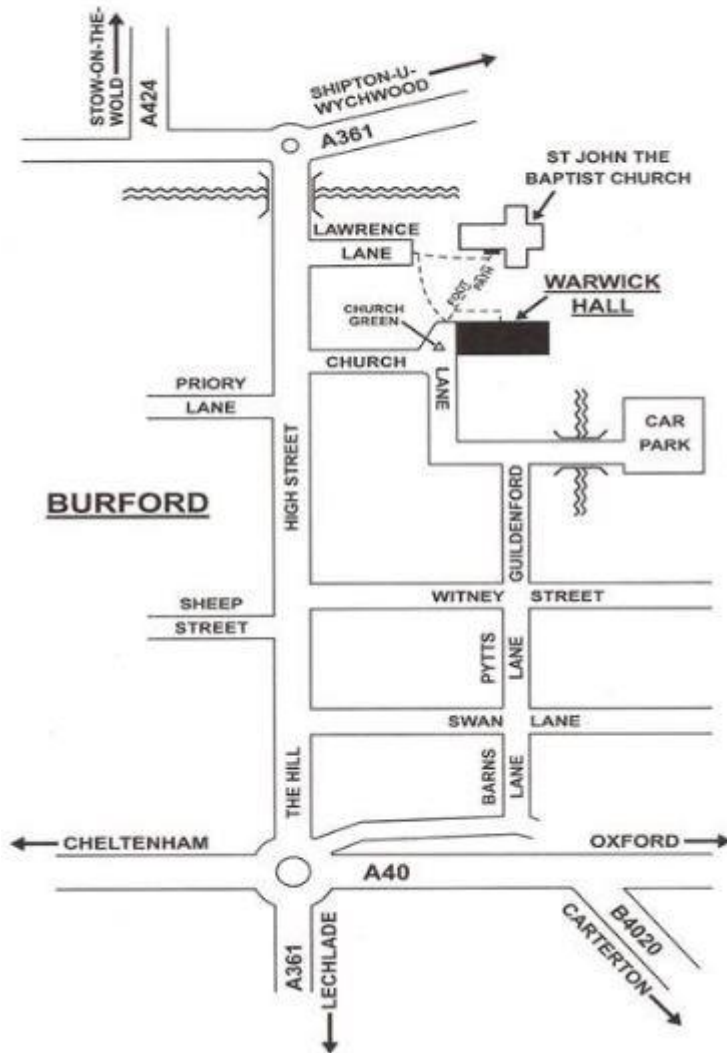 STOW-ON-THE-
WOLD
A424
SHIPTON-U-
WYCHWOOD
A361
ST JOHN THE
BAPTIST CHURCH
LAWRENCE
LANE
FOOT
PATH
WARWICK
HALL
CHURCH
GREEN
CHURCH
LANE
PRIORY
LANE
CAR
PARK
HIGH STREET
GUILDENFORD
BURFORD
SHEEP
STREET
WITNEY STREET
PYTTS
LANE
SWAN LANE
THE HILL
BARNS
LANE
CHELTENHAM
OXFORD
A40
A361
LECHLADE
B4020
CARTERTON